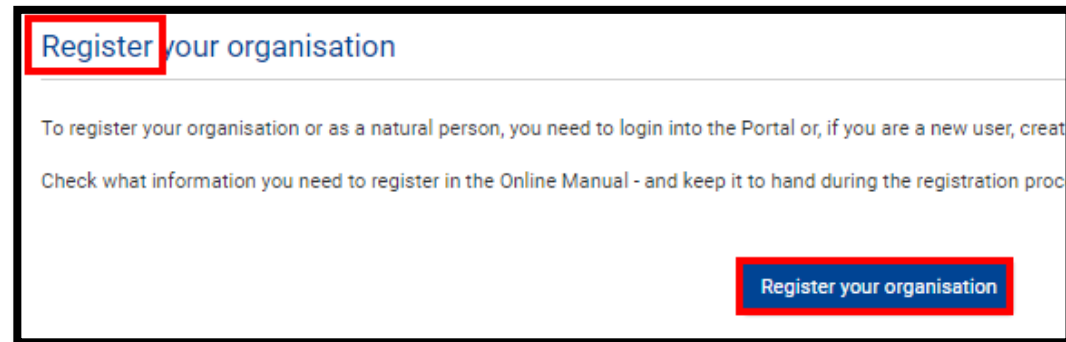 Register your organisation
To register your organisation or as a natural person, you need to login into the Portal or, if you are a new user, creat
Check what information you need to register in the Online Manual - and keep it to hand during the registration proc
Register your organisation